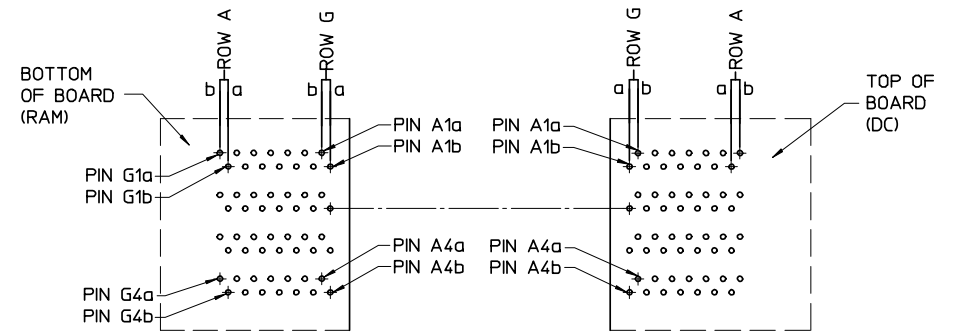 ROW A
ROW G
ROW G
ROW A
b a
b a
a b
a b
BOTTOM
OF BOARD
(RAM)
TOP OF
BOARD
(DC)
PIN A1a
PIN A1b
PIN A1a
PIN A1b
PIN G1a
PIN G1b
PIN A4a
PIN A4b
PIN A4a
PIN A4b
PIN G4a
PIN G4b